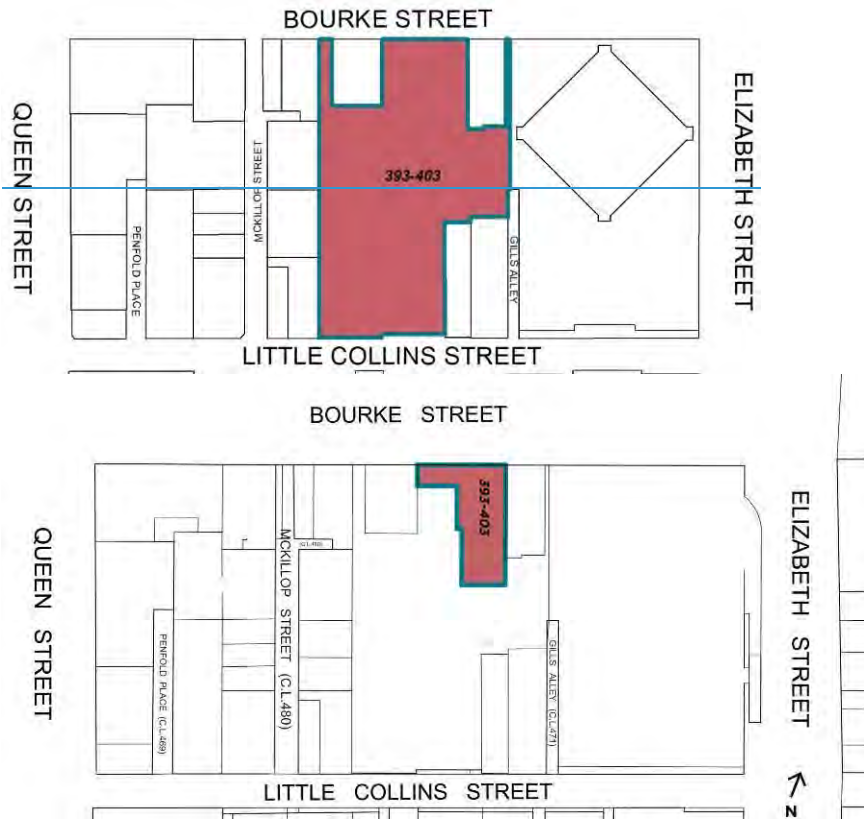 BOURKE STREET
QUEEN STREET
PENFOLD PLACE
MCKILLOP STREET
393-403
GILLS ALLEY
ELIZABETH STREET
LITTLE COLLINS STREET
BOURKE STREET
QUEEN STREET
PENFOLD PLACE (C.L.469)
MCKILLOP STREET (C.L.480)
393-403
GILLS ALLEY (C.L.471)
ELIZABETH STREET
LITTLE COLLINS STREET
N